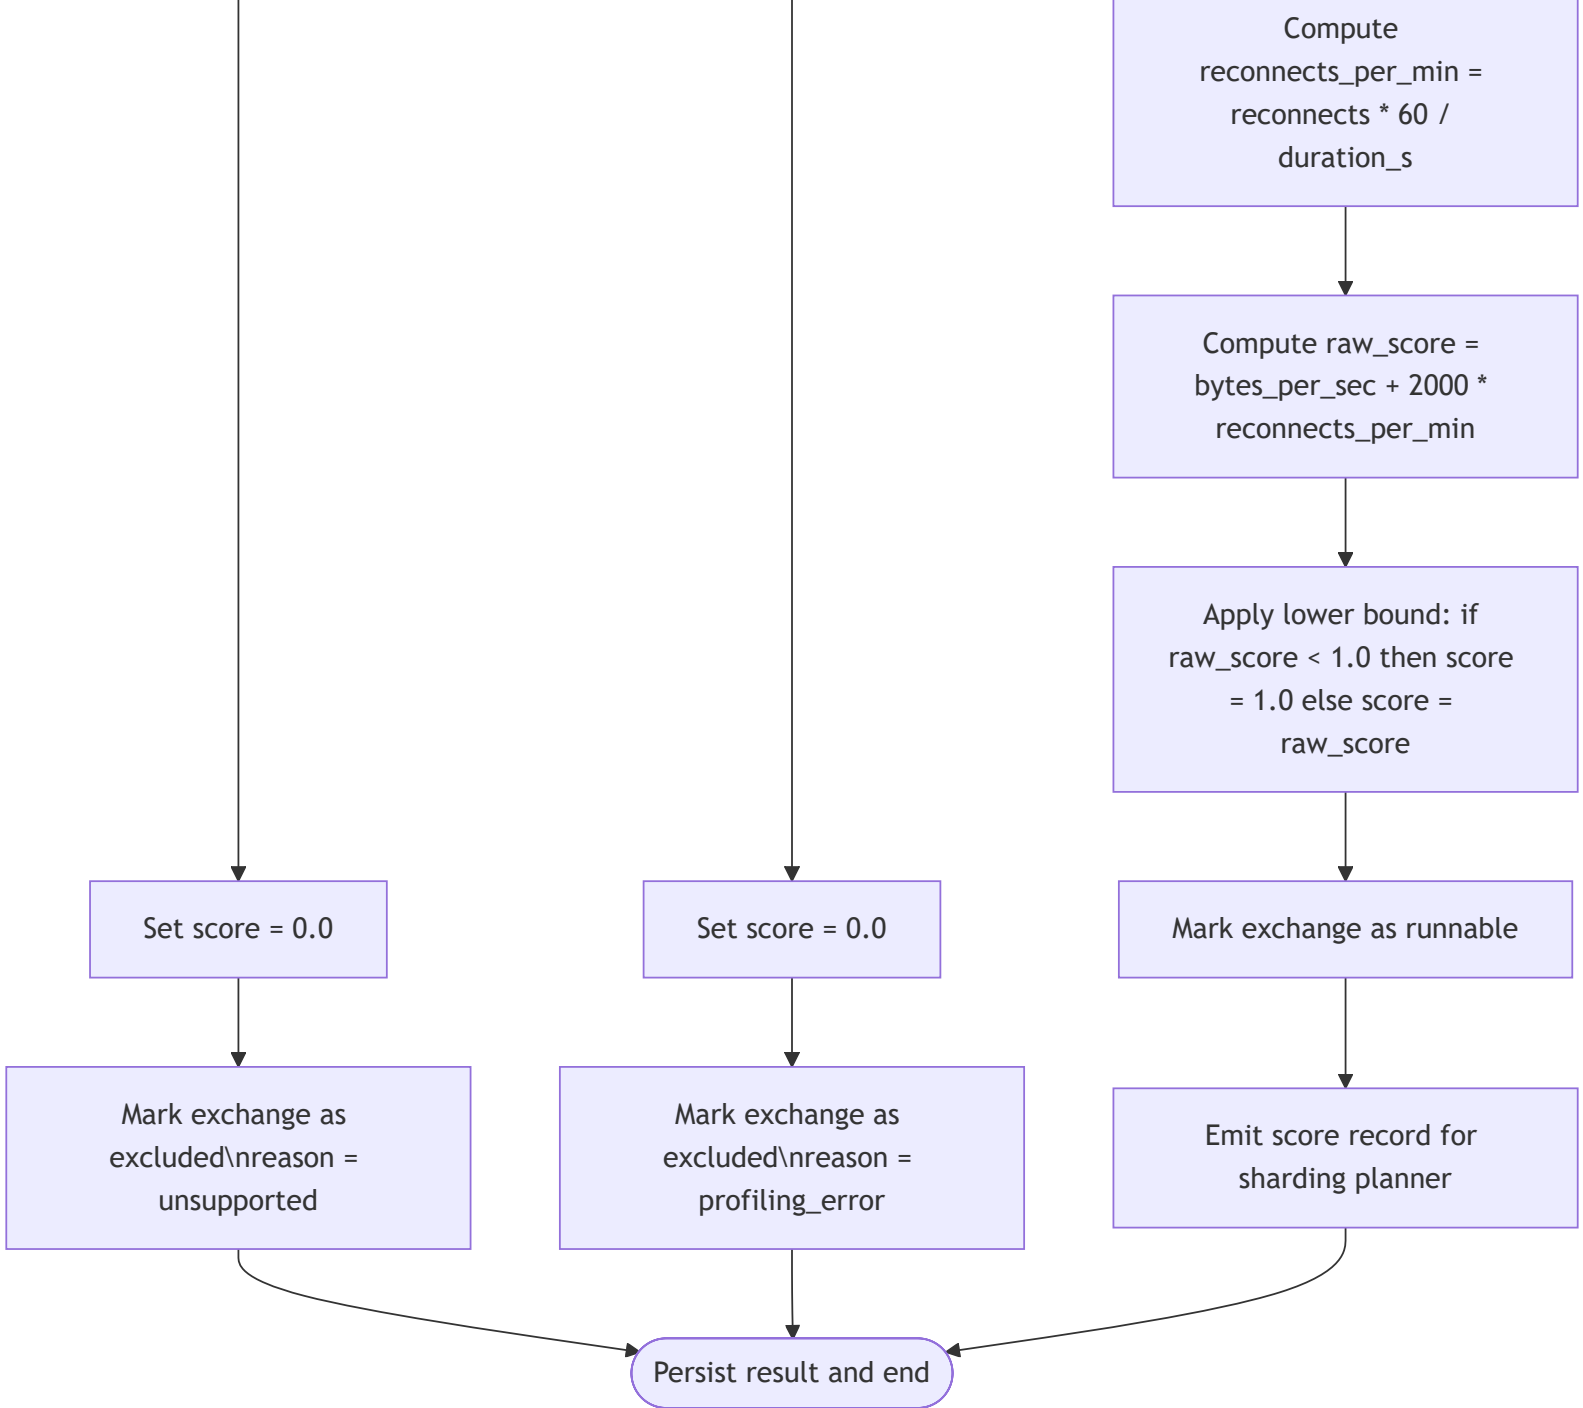 Compute
reconnects_per_min =
reconnects * 60 /
duration_s
Compute raw_score =
bytes_per_sec + 2000 *
reconnects_per_min
Apply lower bound: if
raw_score < 1.0 then score
= 1.0 else score =
raw_score
Set score = 0.0
Set score = 0.0
Mark exchange as runnable
Mark exchange as
excluded\nreason =
unsupported
Mark exchange as
excluded\nreason =
profiling_error
Emit score record for
sharding planner
Persist result and end